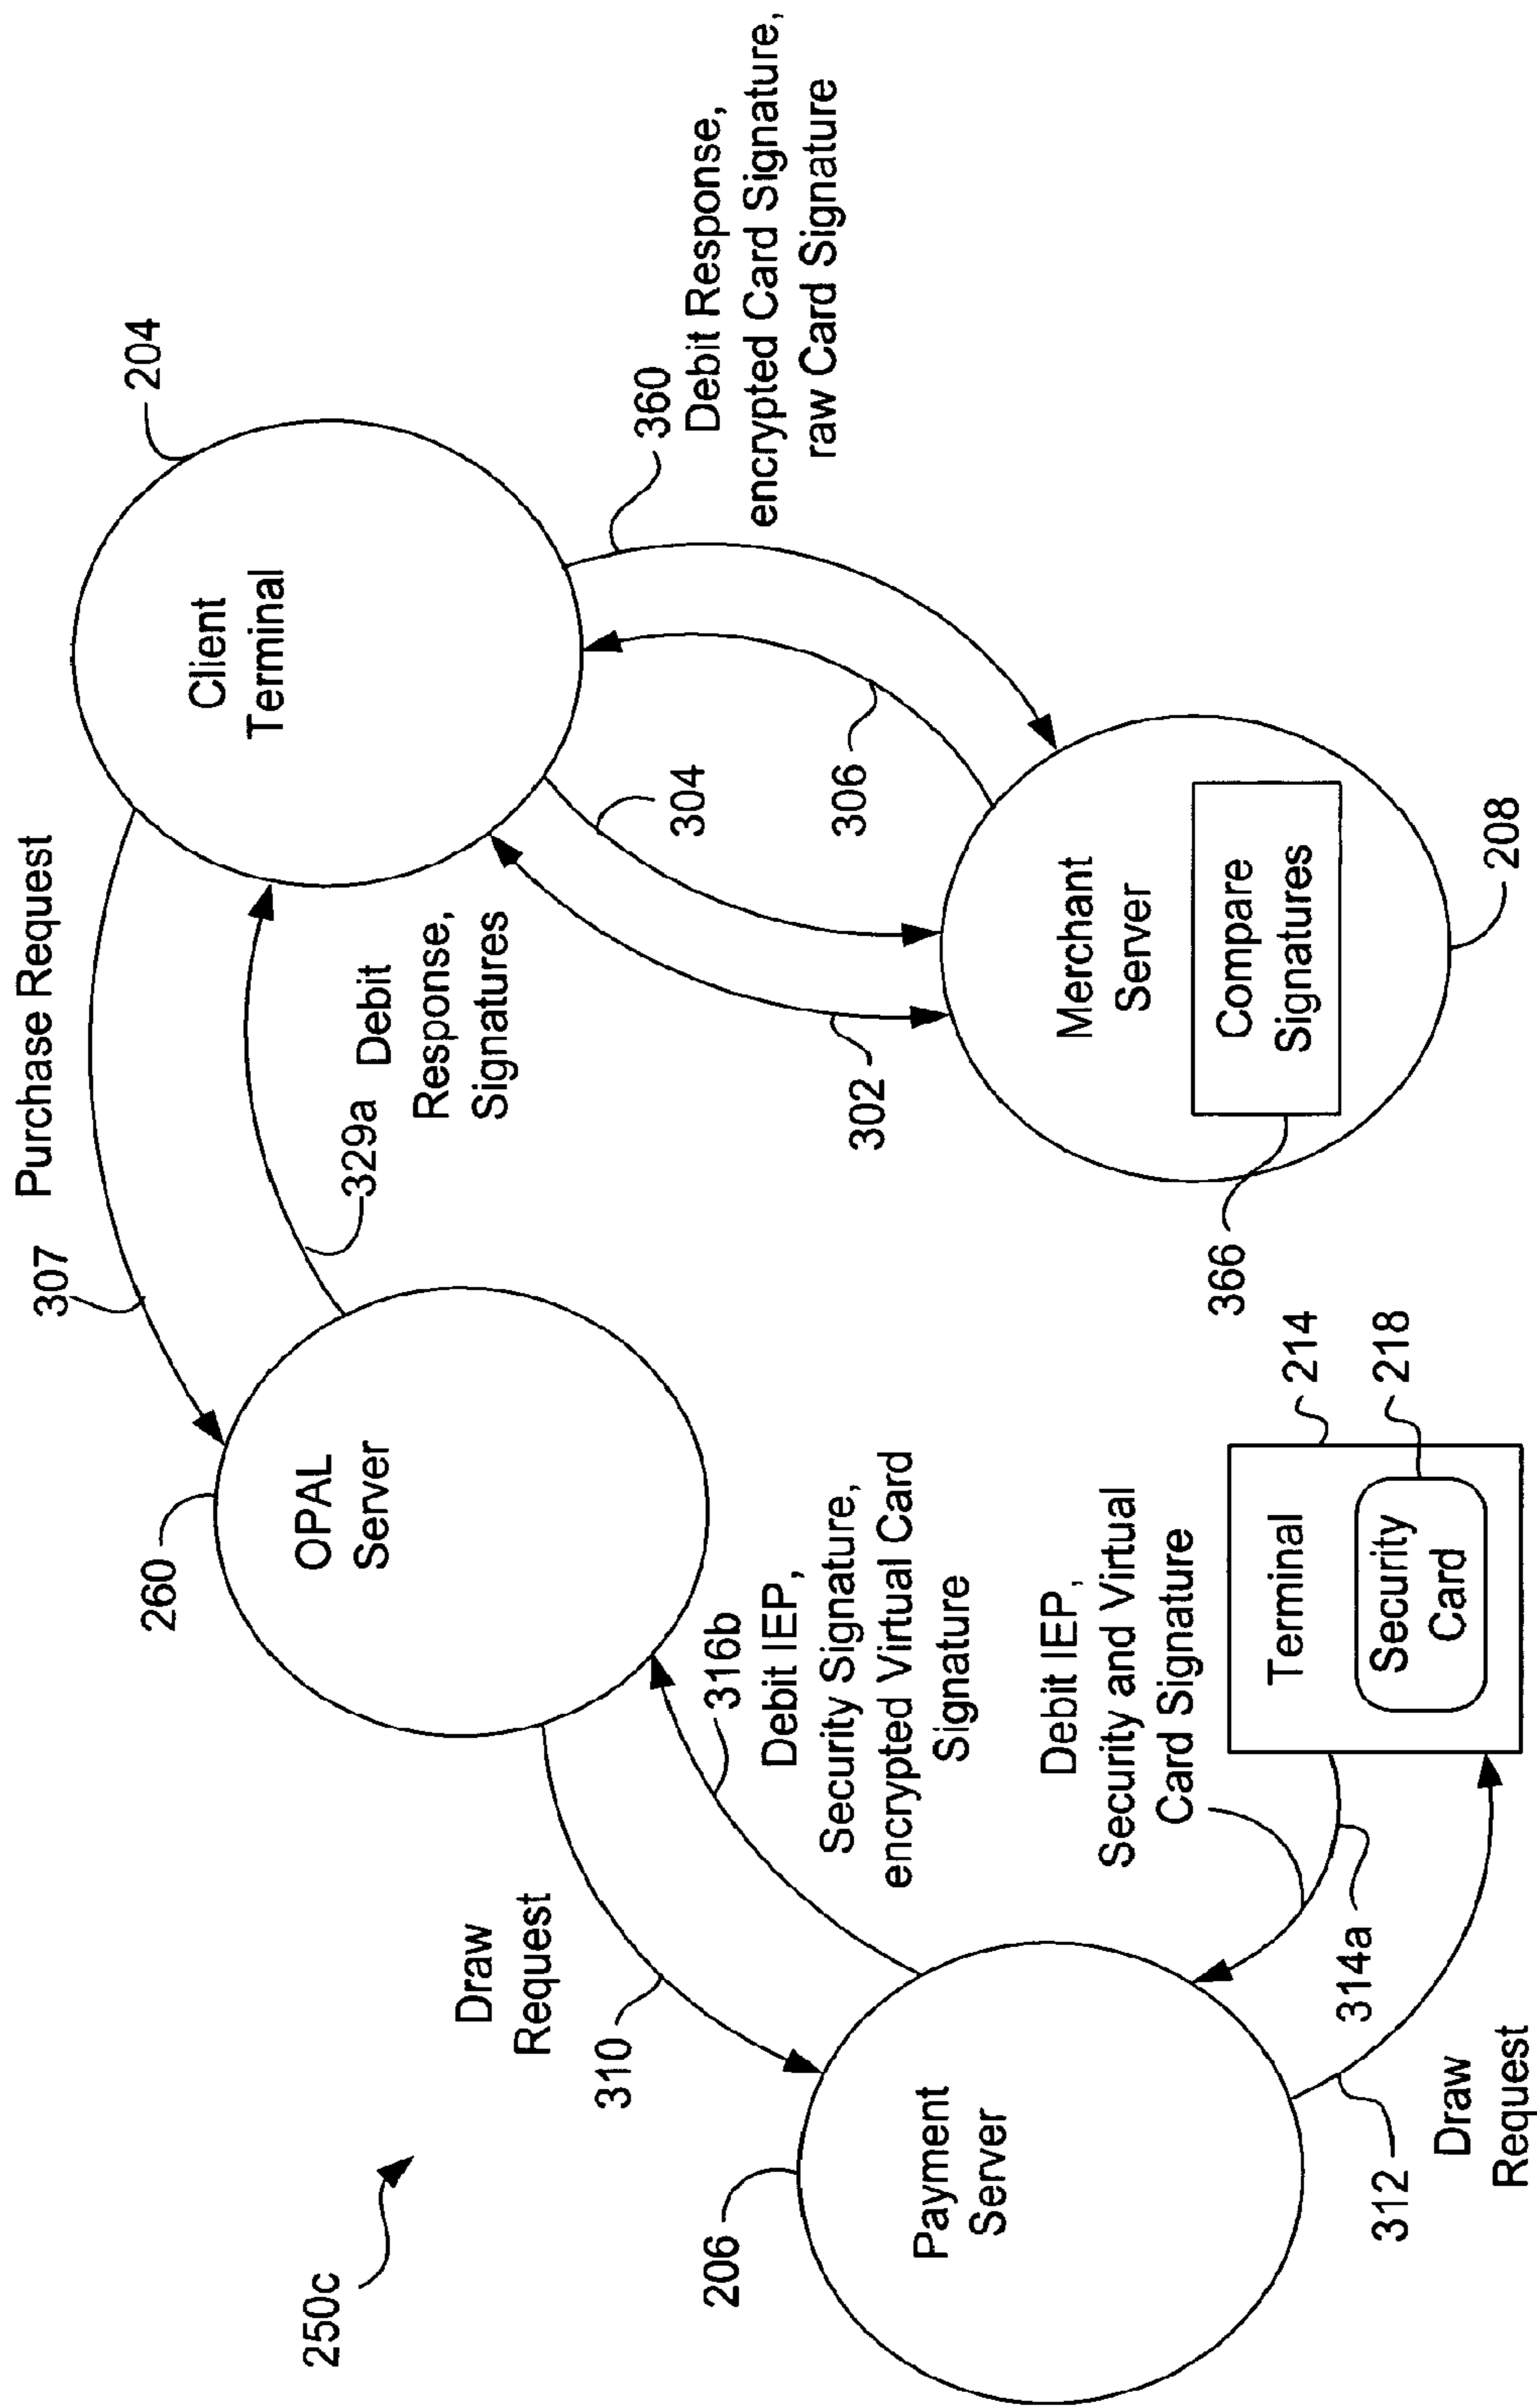 250c
307 Purchase Request
204
Client
Terminal
260
OPAL
Server
329a Debit
Response,
Signatures
360
Debit Response,
encrypted Card Signature,
raw Card Signature
304
306
302
Merchant
Server
Compare
Signatures
366
208
Draw
Request
310
316b
Debit IEP,
Security Signature,
encrypted Virtual Card
Signature
206
Payment
Server
Debit IEP,
Security and Virtual
Card Signature
214
218
Terminal
Security
Card
314a
312
Draw
Request